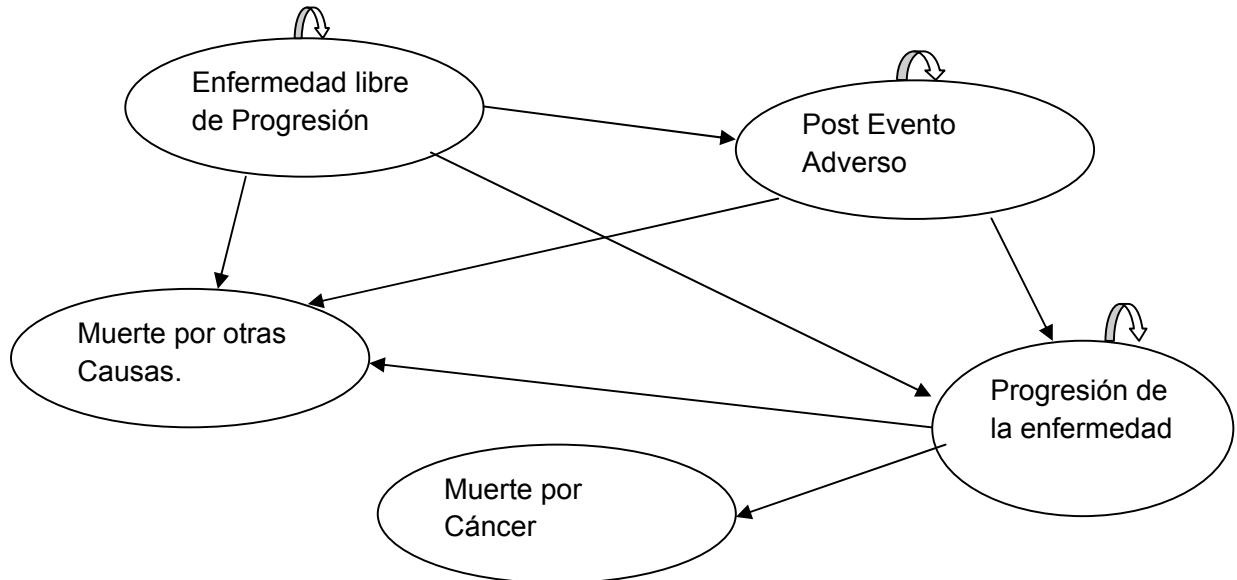 Enfermedad libre
de Progresión
Post Evento
Adverso
Muerte por otras
Causas.
Progresión de
la enfermedad
Muerte por
Cáncer